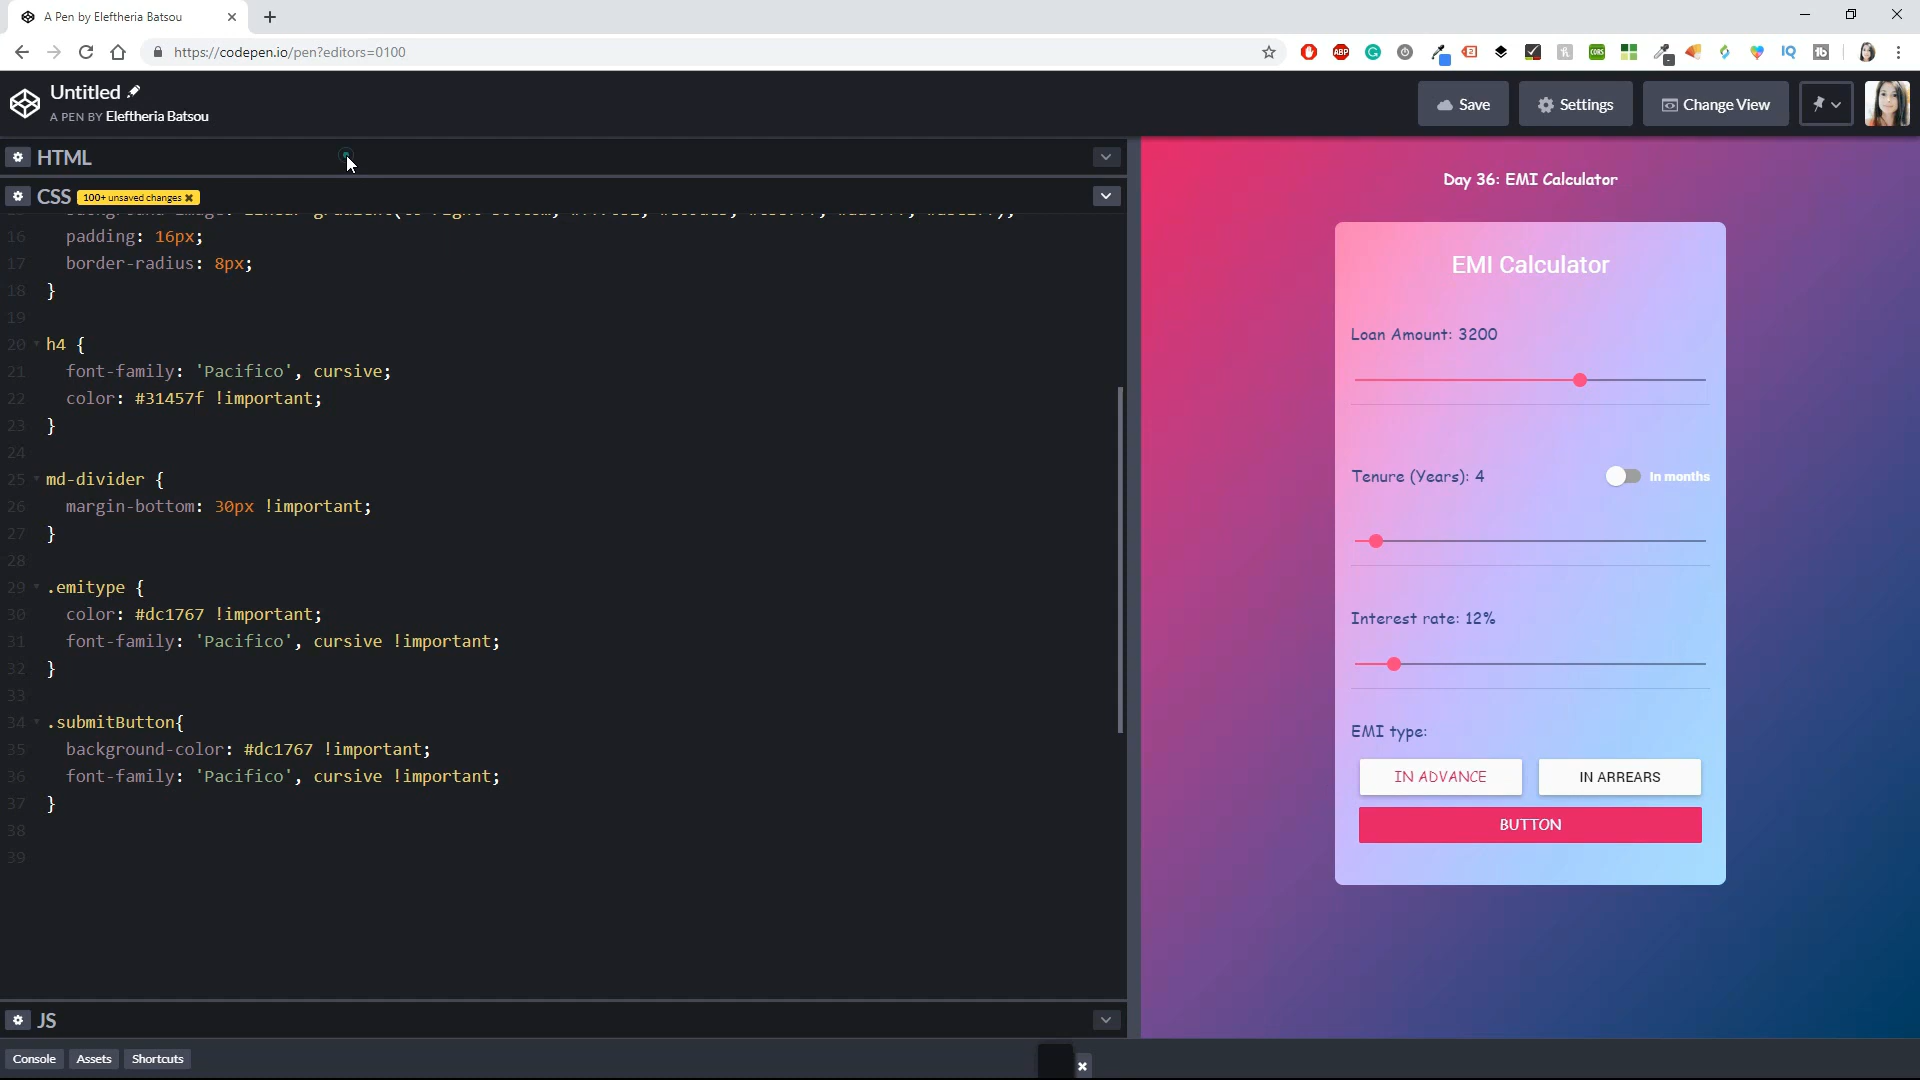 A Pen by Eleftheria Batsou
https://codepen.io/pen?editors=0100
Untitled
A PEN BY Eleftheria Batsou
Save
Settings
Change View
HTML
CSS 100+ unsaved changes ×
16 padding: 16px;
17 border-radius: 8px;
18 }
19
20 h4 {
21 font-family: 'Pacifico', cursive;
22 color: #31457f !important;
23 }
24
25 md-divider {
26 margin-bottom: 30px !important;
27 }
28
29 .emitype {
30 color: #dc1767 !important;
31 font-family: 'Pacifico', cursive !important;
32 }
33
34 .submitButton{
35 background-color: #dc1767 !important;
36 font-family: 'Pacifico', cursive !important;
37 }
38
39
JS
Console
Assets
Shortcuts
Day 36: EMI Calculator
EMI Calculator
Loan Amount: 3200
Tenure (Years): 4
In months
Interest rate: 12%
EMI type:
IN ADVANCE
IN ARREARS
BUTTON